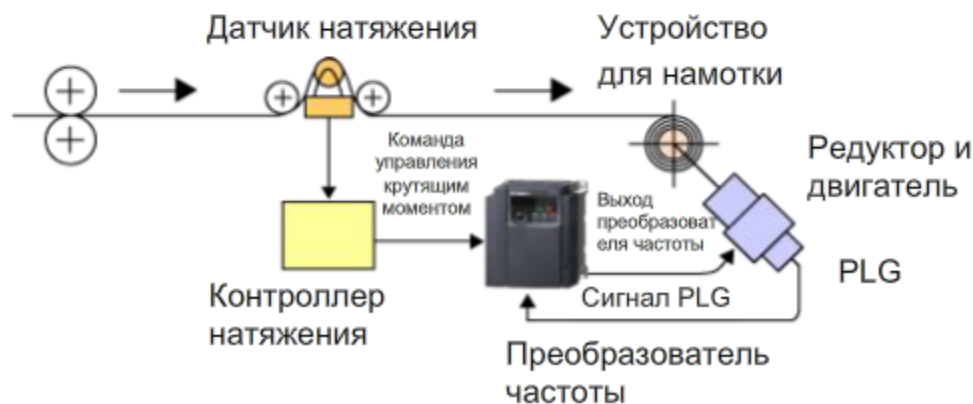 Датчик натяжения
Устройство
для намотки
Команда
управления
крутящим
моментом
Редуктор и
двигатель
Выход
преобразоват
еля частоты
PLG
Контроллер
натяжения
Сигнал PLG
Преобразователь
частоты